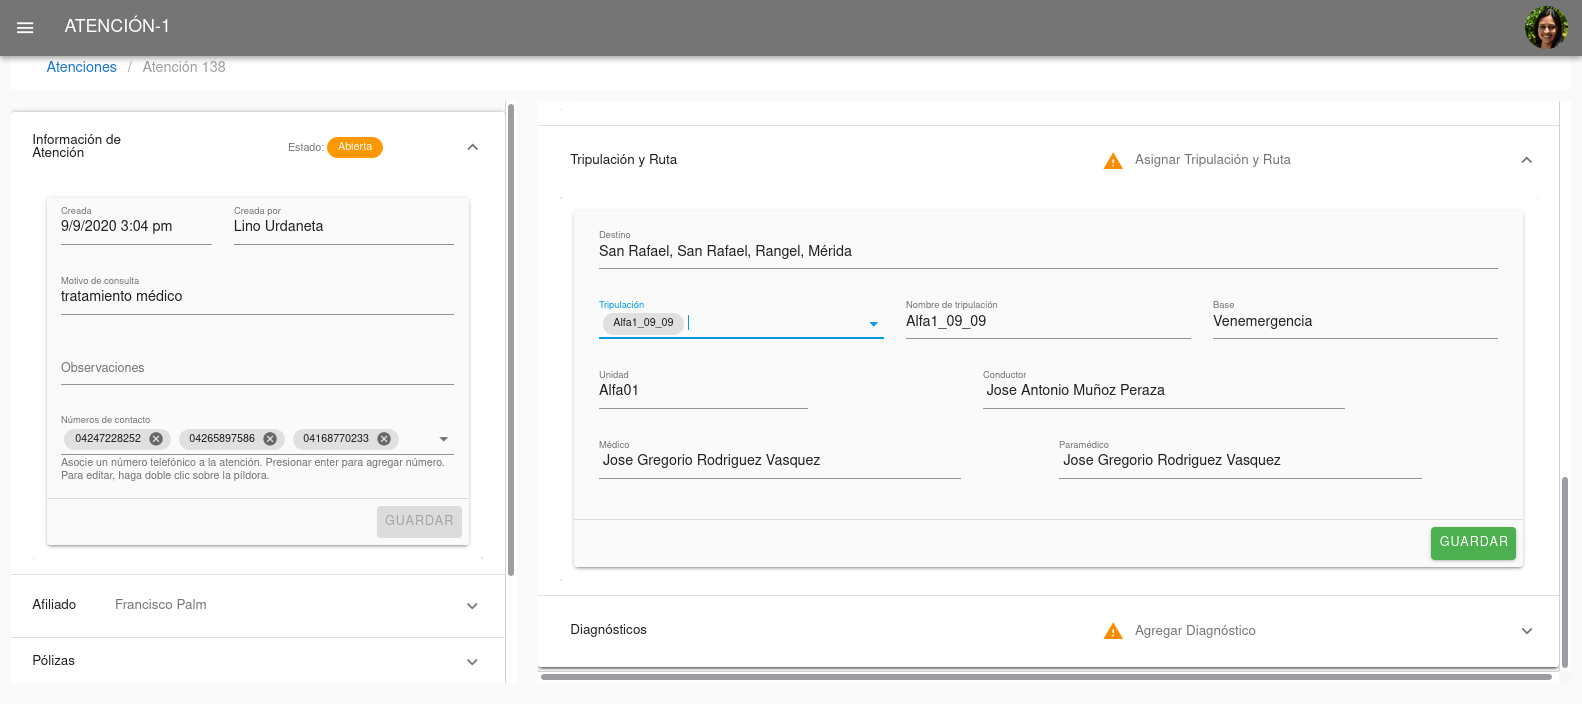 ATENCIÓN-1
Atenciones / Atención 138
Información de
Atención
Estado: Abierta
Creada
9/9/2020 3:04 pm
Creada por
Lino Urdaneta
Motivo de consulta
tratamiento médico
Observaciones
Números de contacto
04247228252 04265897586 04168770233
Asocie un número telefónico a la atención. Presionar enter para agregar número.
Para editar, haga doble clic sobre la píldora.
GUARDAR
Afiliado Francisco Palm
Pólizas
Tripulación y Ruta
Asignar Tripulación y Ruta
Destino
San Rafael, San Rafael, Rangel, Mérida
Tripulación
Alfa1_09_09
Nombre de tripulación
Alfa1_09_09
Base
Venemergencia
Unidad
Alfa01
Conductor
Jose Antonio Muñoz Peraza
Médico
Jose Gregorio Rodriguez Vasquez
Paramédico
Jose Gregorio Rodriguez Vasquez
GUARDAR
Diagnósticos
Agregar Diagnóstico